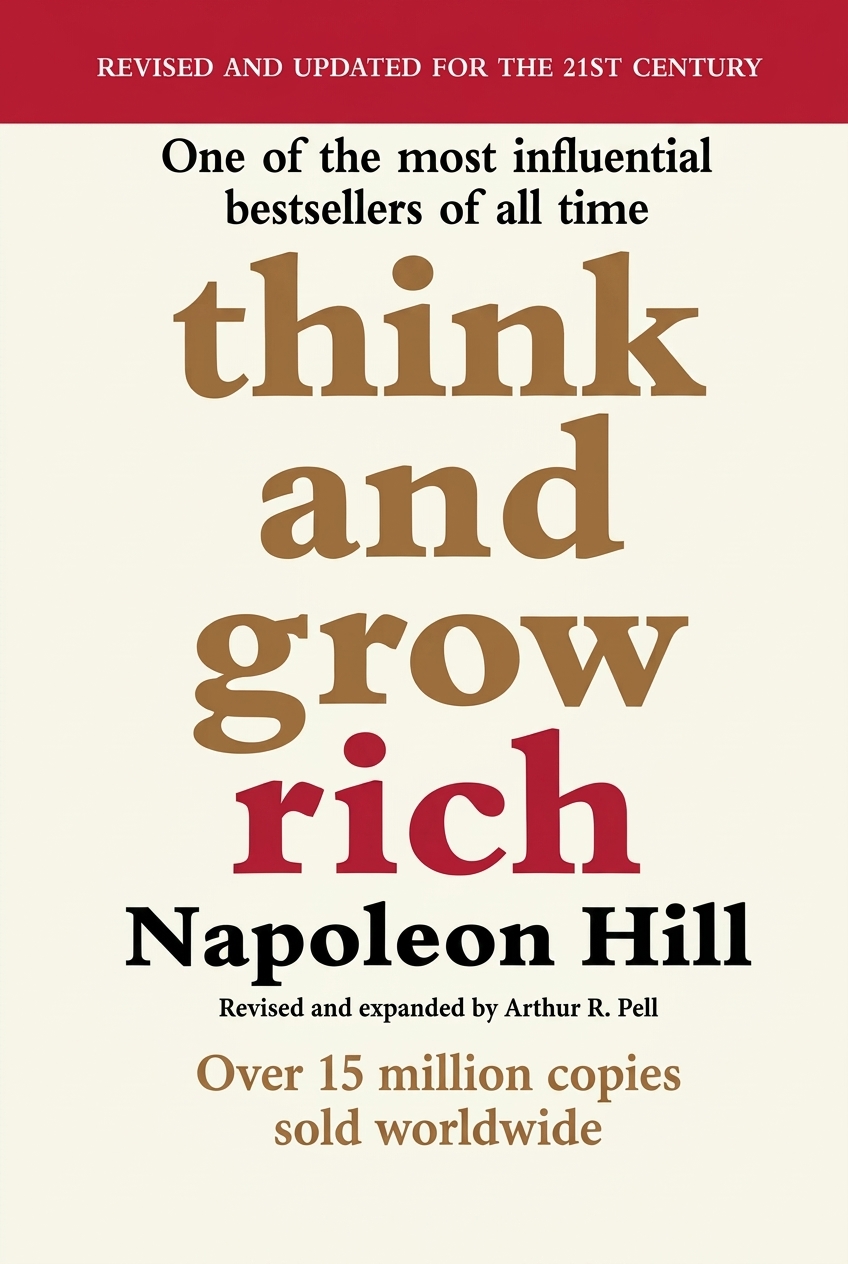 REVISED AND UPDATED FOR THE 21ST CENTURY
One of the most influential
bestsellers of all time
think
and
grow
rich
Napoleon Hill
Revised and expanded by Arthur R. Pell
Over 15 million copies
sold worldwide